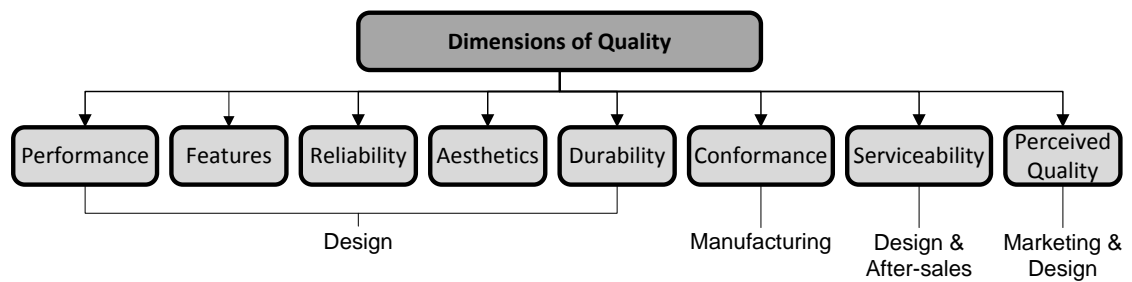 Dimensions of Quality
Performance
Features
Reliability
Aesthetics
Durability
Conformance
Serviceability
Perceived
Quality
Design
Manufacturing
Design &
After-sales
Marketing &
Design